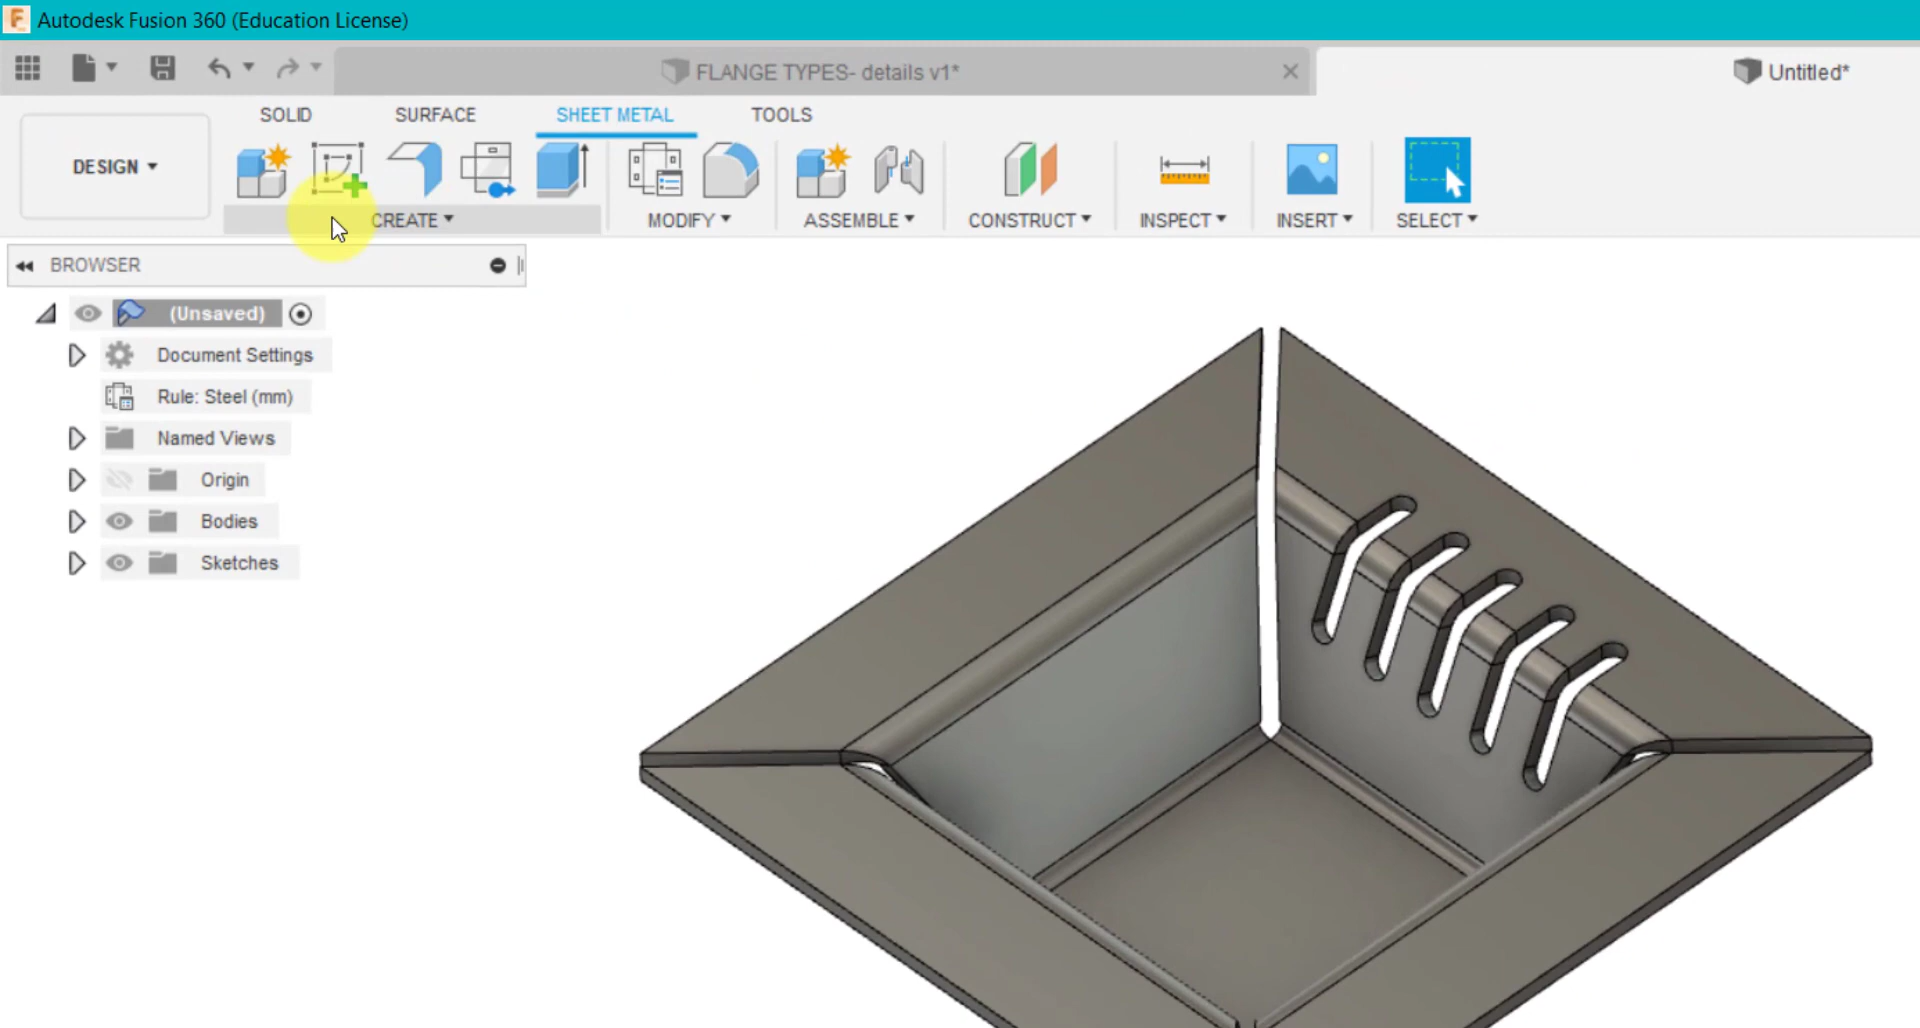 Autodesk Fusion 360 (Education License)
FLANGE TYPES- details v1*
Untitled*
SOLID SURFACE SHEET METAL TOOLS
DESIGN
CREATE MODIFY ASSEMBLE CONSTRUCT INSPECT INSERT SELECT
BROWSER
(Unsaved)
Document Settings
Rule: Steel (mm)
Named Views
Origin
Bodies
Sketches